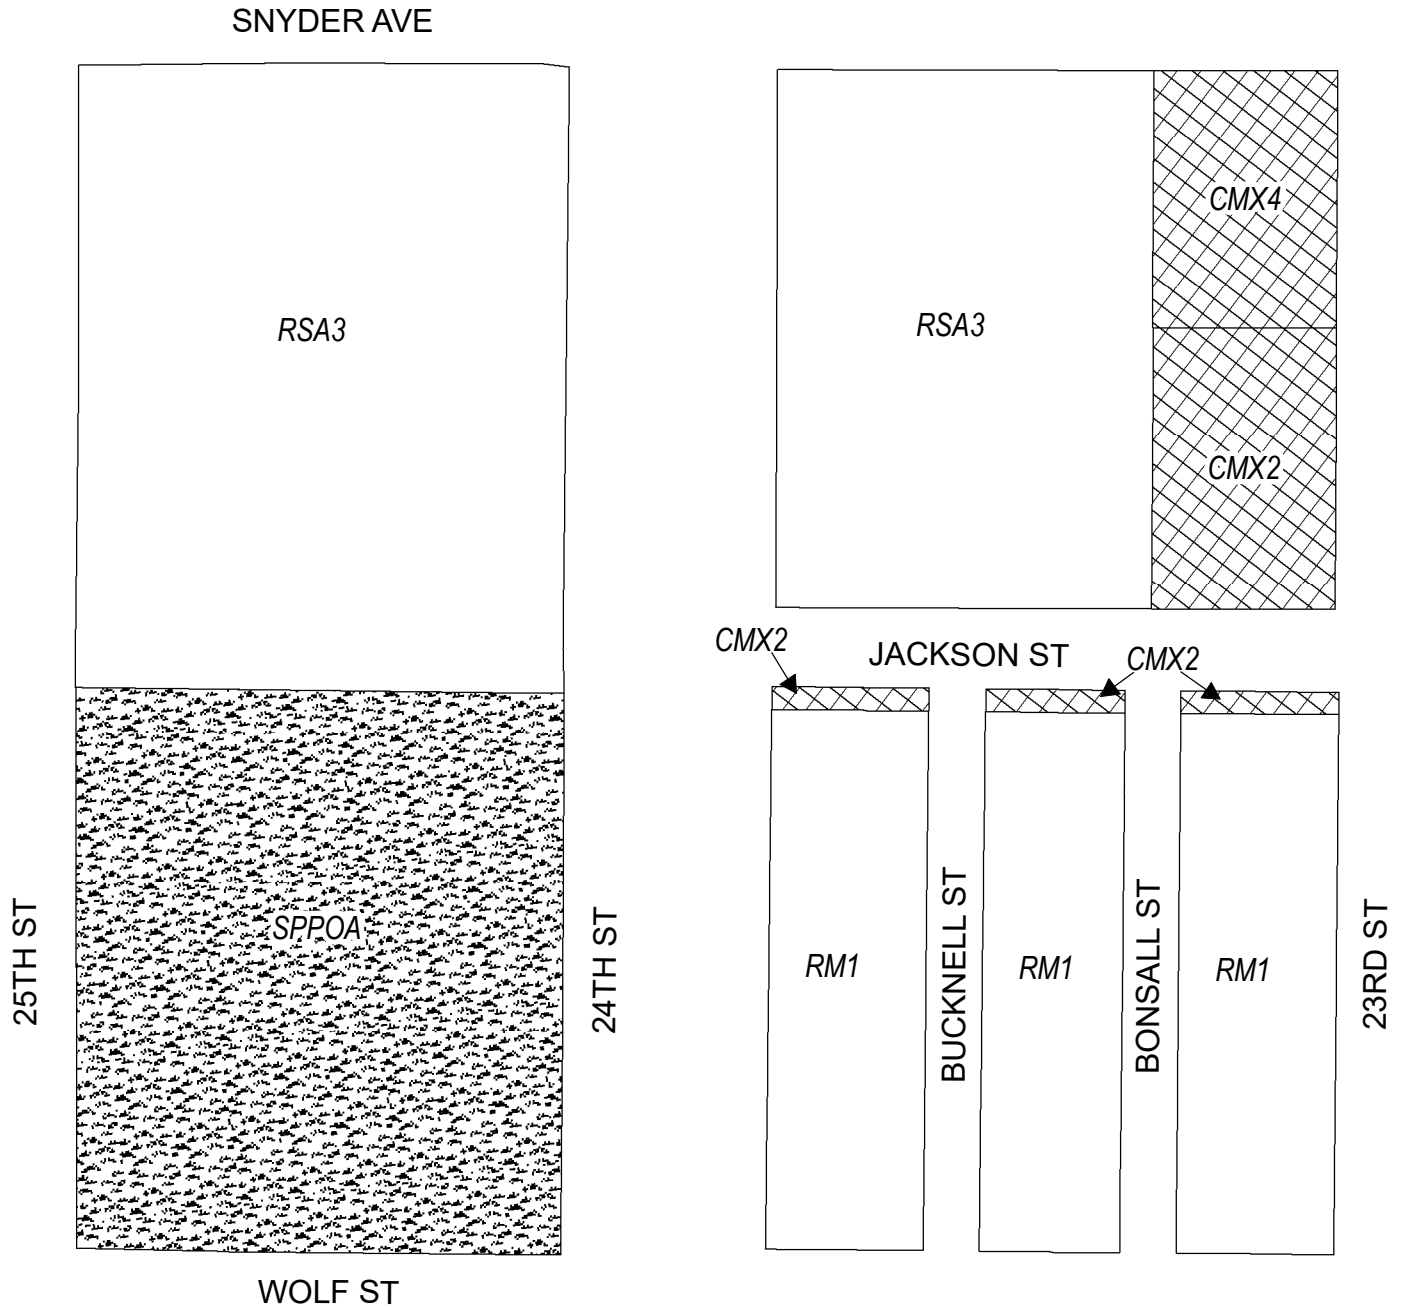 SNYDER AVE
CMX4
RSA3
RSA3
CMX2
CMX2
JACKSON ST
CMX2
25TH ST
SPPOA
24TH ST
RM1
BUCKNELL ST
RM1
BONSALL ST
RM1
23RD ST
WOLF ST